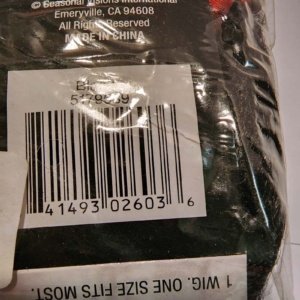 © Seasonal Visions International
Emeryville, CA 94608
All Rights Reserved
MADE IN CHINA
41493 02603 6
1 WIG. ONE SIZE FITS MOST.